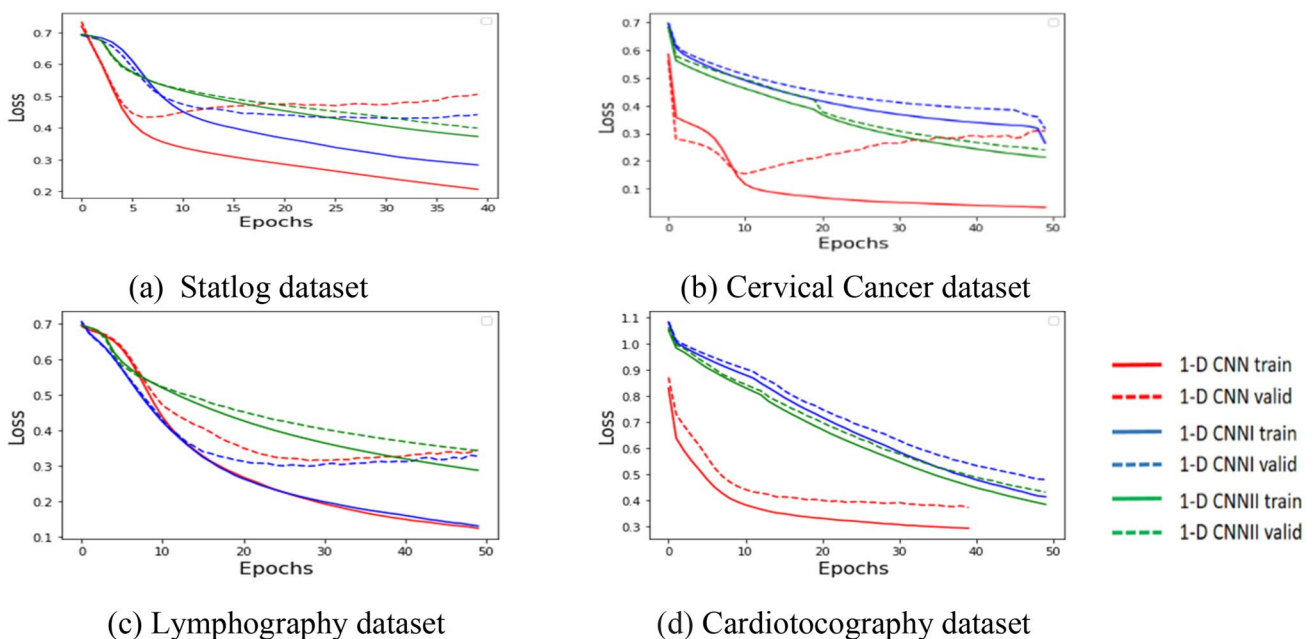 0.7
0.6
0.5
0.4
0.3
0.2
Loss
0 5 10 15 20 25 30 35 40
Epochs
(a) Statlog dataset
0.7
0.6
0.5
0.4
0.3
0.2
0.1
Loss
0 10 20 30 40 50
Epochs
(b) Cervical Cancer dataset
0.7
0.6
0.5
0.4
0.3
0.2
0.1
Loss
0 10 20 30 40 50
Epochs
(c) Lymphography dataset
1.1
1.0
0.9
0.8
0.7
0.6
0.5
0.4
0.3
Loss
0 10 20 30 40 50
Epochs
(d) Cardiotocography dataset
1-D CNN train
1-D CNN valid
1-D CNNI train
1-D CNNI valid
1-D CNNII train
1-D CNNII valid